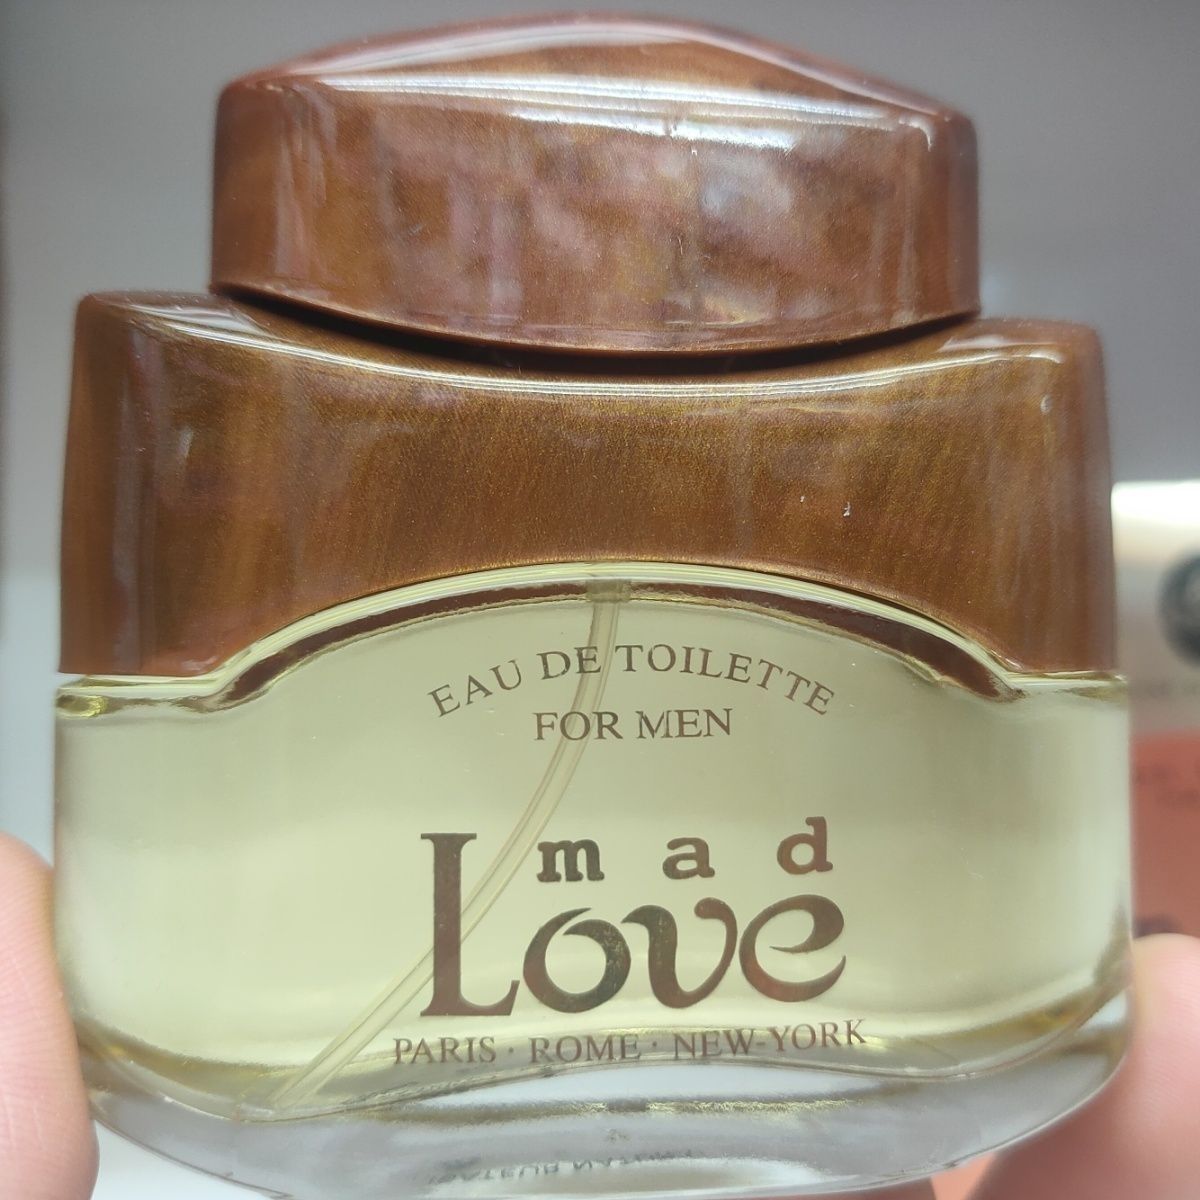 EAU DE TOILETTE
FOR MEN
mad
Love
PARIS · ROME · NEW-YORK